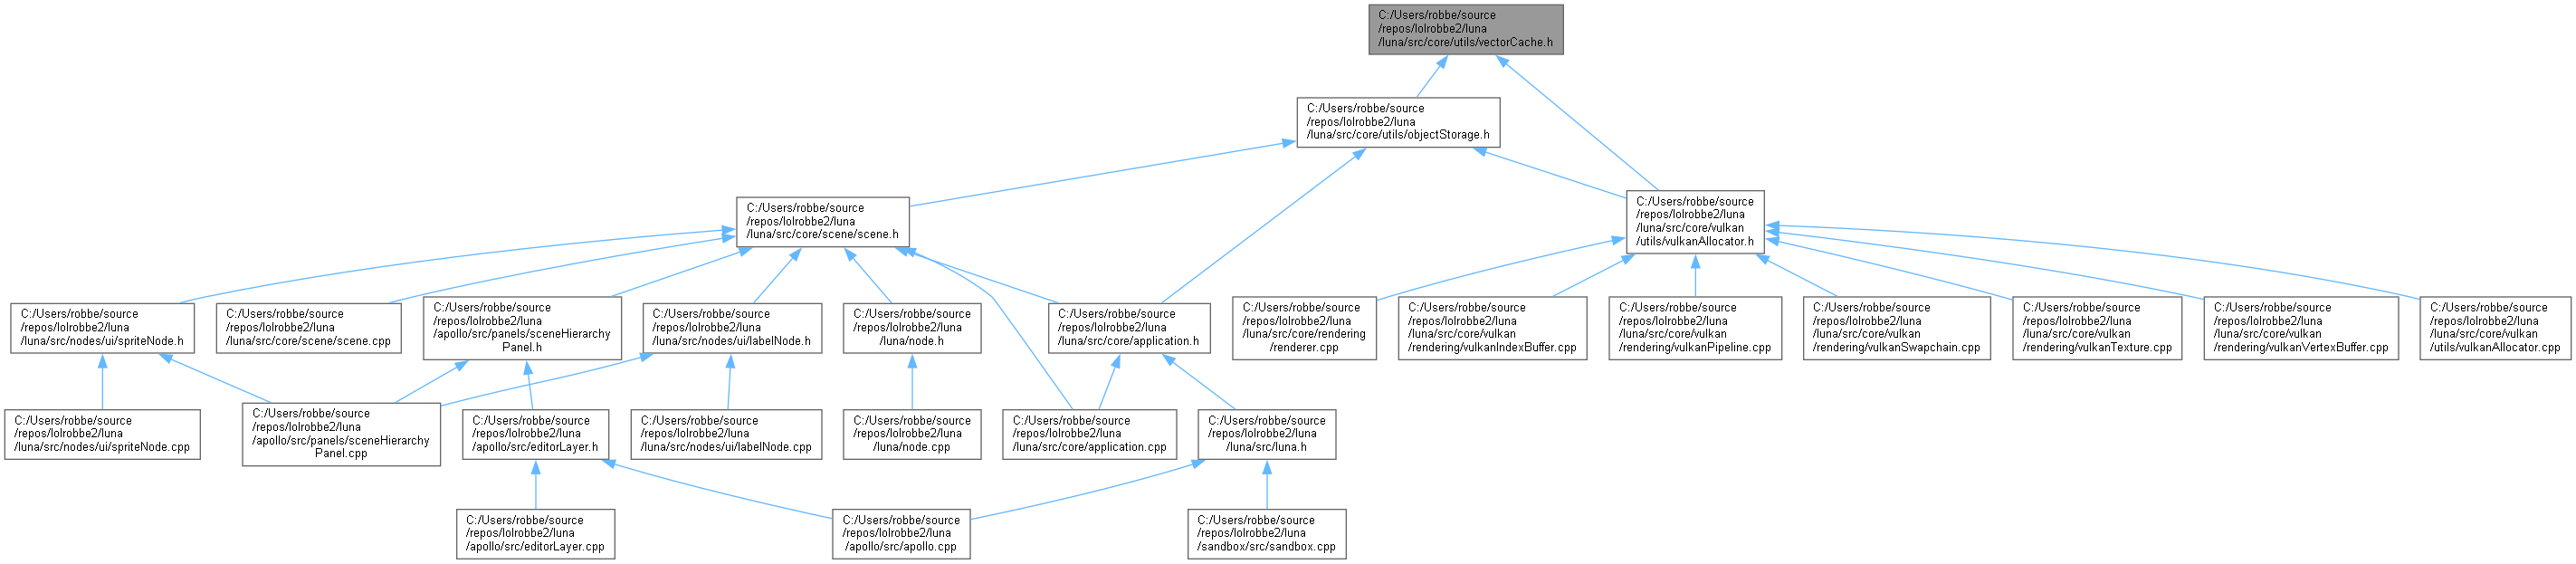 C:/Users/robbe/source
/repos/lolrobbe2/luna
/luna/src/core/utils/vectorCache.h
C:/Users/robbe/source
/repos/lolrobbe2/luna
/luna/src/core/utils/objectStorage.h
C:/Users/robbe/source
/repos/lolrobbe2/luna
/luna/src/core/scene/scene.h
C:/Users/robbe/source
/repos/lolrobbe2/luna
/luna/src/core/vulkan
/utils/vulkanAllocator.h
C:/Users/robbe/source
/repos/lolrobbe2/luna
/luna/src/nodes/ui/spriteNode.h
C:/Users/robbe/source
/repos/lolrobbe2/luna
/luna/src/core/scene/scene.cpp
C:/Users/robbe/source
/repos/lolrobbe2/luna
/apollo/src/panels/sceneHierarchy
Panel.h
C:/Users/robbe/source
/repos/lolrobbe2/luna
/luna/src/nodes/ui/labelNode.h
C:/Users/robbe/source
/repos/lolrobbe2/luna
/luna/node.h
C:/Users/robbe/source
/repos/lolrobbe2/luna
/luna/src/core/application.h
C:/Users/robbe/source
/repos/lolrobbe2/luna
/luna/src/core/rendering
/renderer.cpp
C:/Users/robbe/source
/repos/lolrobbe2/luna
/luna/src/core/vulkan
/rendering/vulkanIndexBuffer.cpp
C:/Users/robbe/source
/repos/lolrobbe2/luna
/luna/src/core/vulkan
/rendering/vulkanPipeline.cpp
C:/Users/robbe/source
/repos/lolrobbe2/luna
/luna/src/core/vulkan
/rendering/vulkanSwapchain.cpp
C:/Users/robbe/source
/repos/lolrobbe2/luna
/luna/src/core/vulkan
/rendering/vulkanTexture.cpp
C:/Users/robbe/source
/repos/lolrobbe2/luna
/luna/src/core/vulkan
/rendering/vulkanVertexBuffer.cpp
C:/Users/robbe/source
/repos/lolrobbe2/luna
/luna/src/core/vulkan
/utils/vulkanAllocator.cpp
C:/Users/robbe/source
/repos/lolrobbe2/luna
/luna/src/nodes/ui/spriteNode.cpp
C:/Users/robbe/source
/repos/lolrobbe2/luna
/apollo/src/panels/sceneHierarchy
Panel.cpp
C:/Users/robbe/source
/repos/lolrobbe2/luna
/apollo/src/editorLayer.h
C:/Users/robbe/source
/repos/lolrobbe2/luna
/luna/src/nodes/ui/labelNode.cpp
C:/Users/robbe/source
/repos/lolrobbe2/luna
/luna/node.cpp
C:/Users/robbe/source
/repos/lolrobbe2/luna
/luna/src/core/application.cpp
C:/Users/robbe/source
/repos/lolrobbe2/luna
/luna/src/luna.h
C:/Users/robbe/source
/repos/lolrobbe2/luna
/apollo/src/editorLayer.cpp
C:/Users/robbe/source
/repos/lolrobbe2/luna
/apollo/src/apollo.cpp
C:/Users/robbe/source
/repos/lolrobbe2/luna
/sandbox/src/sandbox.cpp